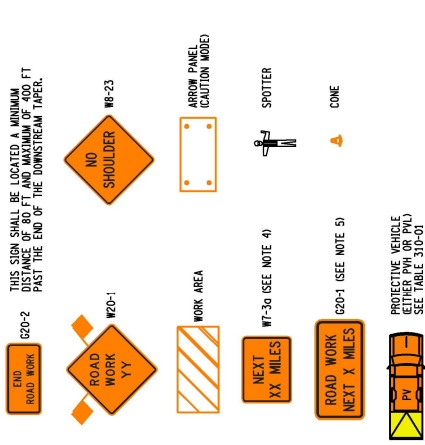 END
ROAD WORK
G20-2
THIS SIGN SHALL BE LOCATED A MINIMUM
DISTANCE OF 80 FT AND MAXIMUM OF 400 FT
PAST THE END OF THE DOWNSTREAM TAPER.
ROAD
WORK
YY
W20-1
NO
SHOULDER
W8-23
WORK AREA
ARROW PANEL
(CAUTION MODE)
NEXT
XX MILES
W7-3a (SEE NOTE 4)
SPOTTER
ROAD WORK
NEXT X MILES
G20-1 (SEE NOTE 5)
CONE
PV
PROTECTIVE VEHICLE
(EITHER PVH OR PVL)
SEE TABLE 310-01